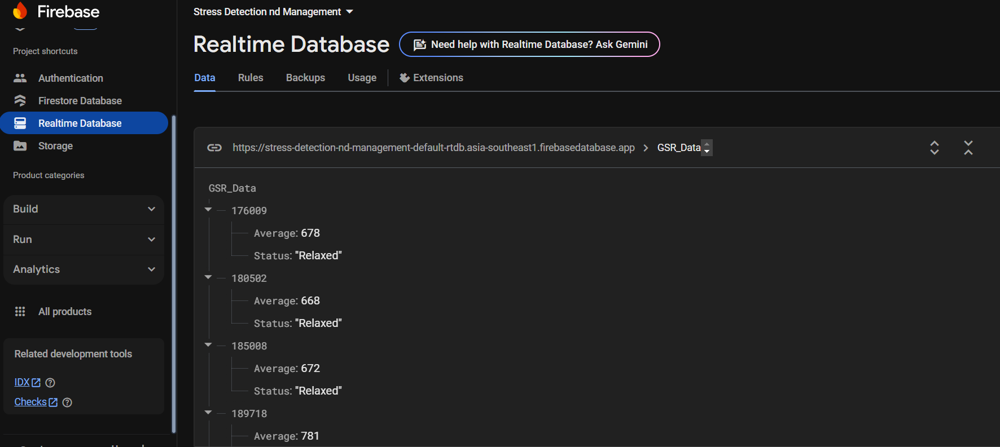 Firebase
Project shortcuts
Authentication
Firestore Database
Realtime Database
Storage
Product categories
Build
Run
Analytics
All products
Related development tools
IDX
Checks
Stress Detection nd Management
Realtime Database
Need help with Realtime Database? Ask Gemini
Data Rules Backups Usage Extensions
https://stress-detection-nd-management-default-rtdb.asia-southeast1.firebasedatabase.app > GSR_Data
GSR_Data
176009
Average: 678
Status: "Relaxed"
180502
Average: 668
Status: "Relaxed"
185008
Average: 672
Status: "Relaxed"
189718
Average: 781